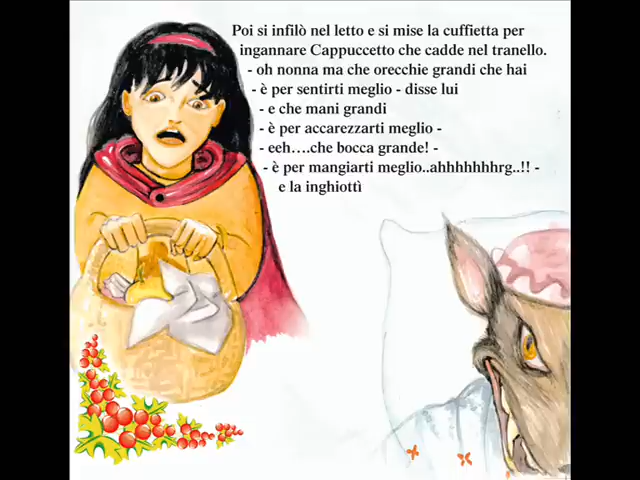 Poi si infilò nel letto e si mise la cuffietta per
ingannare Cappuccetto che cadde nel tranello.
- oh nonna ma che orecchie grandi che hai
- è per sentirti meglio - disse lui
- e che mani grandi
- è per accarezzarti meglio -
- eeh….che bocca grande! -
- è per mangiarti meglio..ahhhhhhhrg..!! -
e la inghiottì